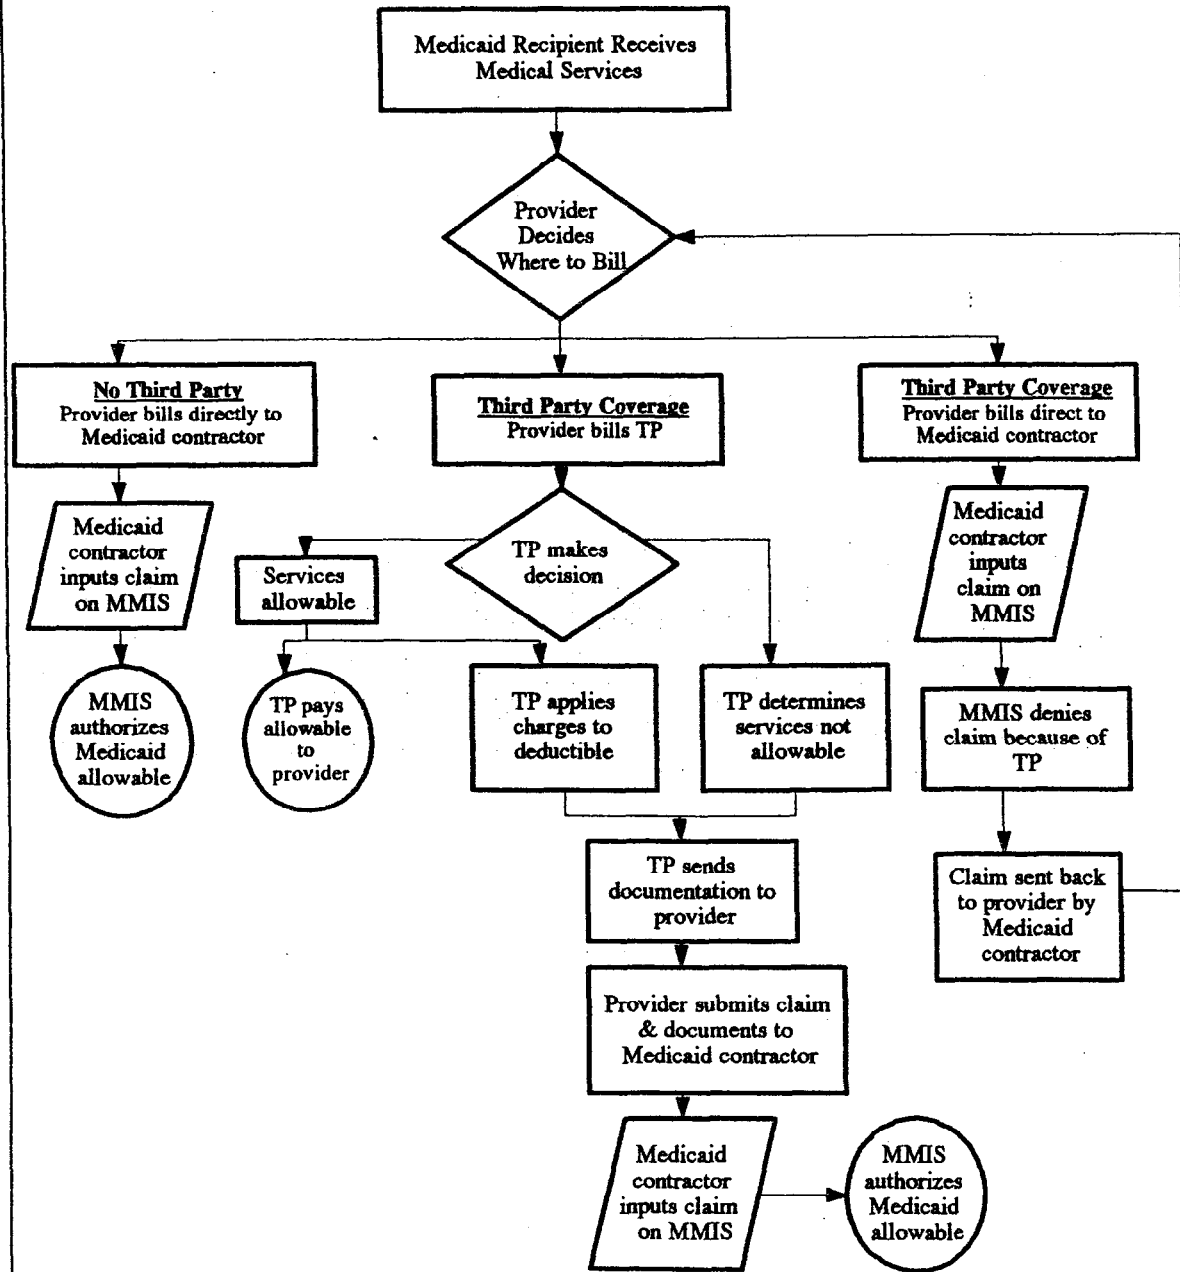 Medicaid Recipient Receives
Medical Services
Provider
Decides
Where to Bill
No Third Party
Provider bills directly to
Medicaid contractor
Third Party Coverage
Provider bills TP
Third Party Coverage
Provider bills direct to
Medicaid contractor
Medicaid
contractor
inputs claim
on MMIS
Services
allowable
TP makes
decision
Medicaid
contractor
inputs
claim on
MMIS
MMIS
authorizes
Medicaid
allowable
TP pays
allowable
to
provider
TP applies
charges to
deductible
TP determines
services not
allowable
MMIS denies
claim because of
TP
TP sends
documentation to
provider
Claim sent back
to provider by
Medicaid
contractor
Provider submits claim
& documents to
Medicaid contractor
Medicaid
contractor
inputs claim
on MMIS
MMIS
authorizes
Medicaid
allowable